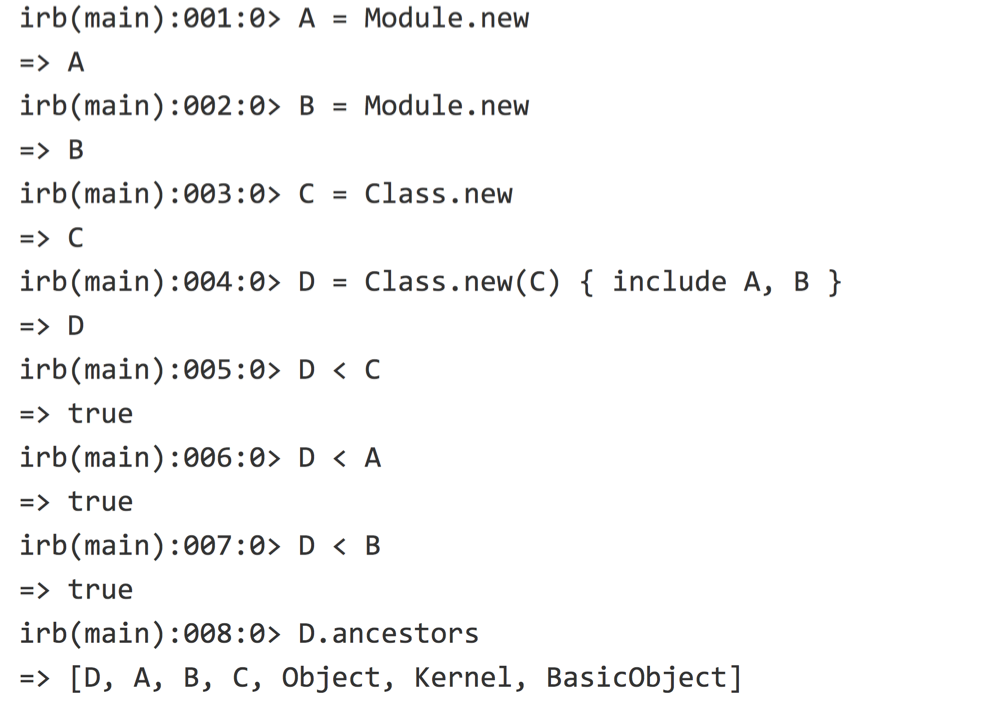 irb(main):001:0> A = Module.new
=> A
irb(main):002:0> B = Module.new
=> B
irb(main):003:0> C = Class.new
=> C
irb(main):004:0> D = Class.new(C) { include A, B }
=> D
irb(main):005:0> D < C
=> true
irb(main):006:0> D < A
=> true
irb(main):007:0> D < B
=> true
irb(main):008:0> D.ancestors
=> [D, A, B, C, Object, Kernel, BasicObject]